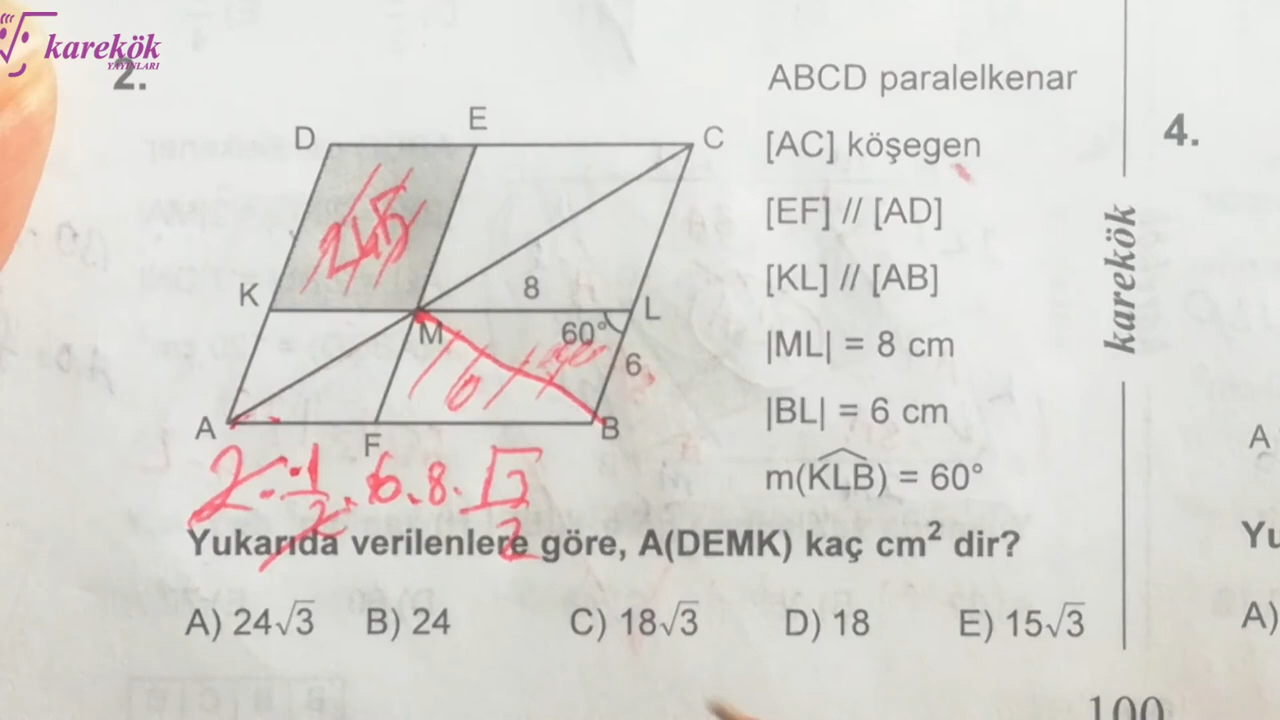 karekök
YAYINLARI
2.
D
E
C
K
8
L
M
60°
6
A
F
B
ABCD paralelkenar
[AC] köşegen
[EF] // [AD]
[KL] // [AB]
|ML| = 8 cm
|BL| = 6 cm
m(KLB) = 60°
2 · 1/2 · 6 . 8 . √3/2
Yukarıda verilenlere göre, A(DEMK) kaç cm² dir?
A) 24√3 B) 24 C) 18√3 D) 18 E) 15√3
karekök
4.
A
Yu
A)
100